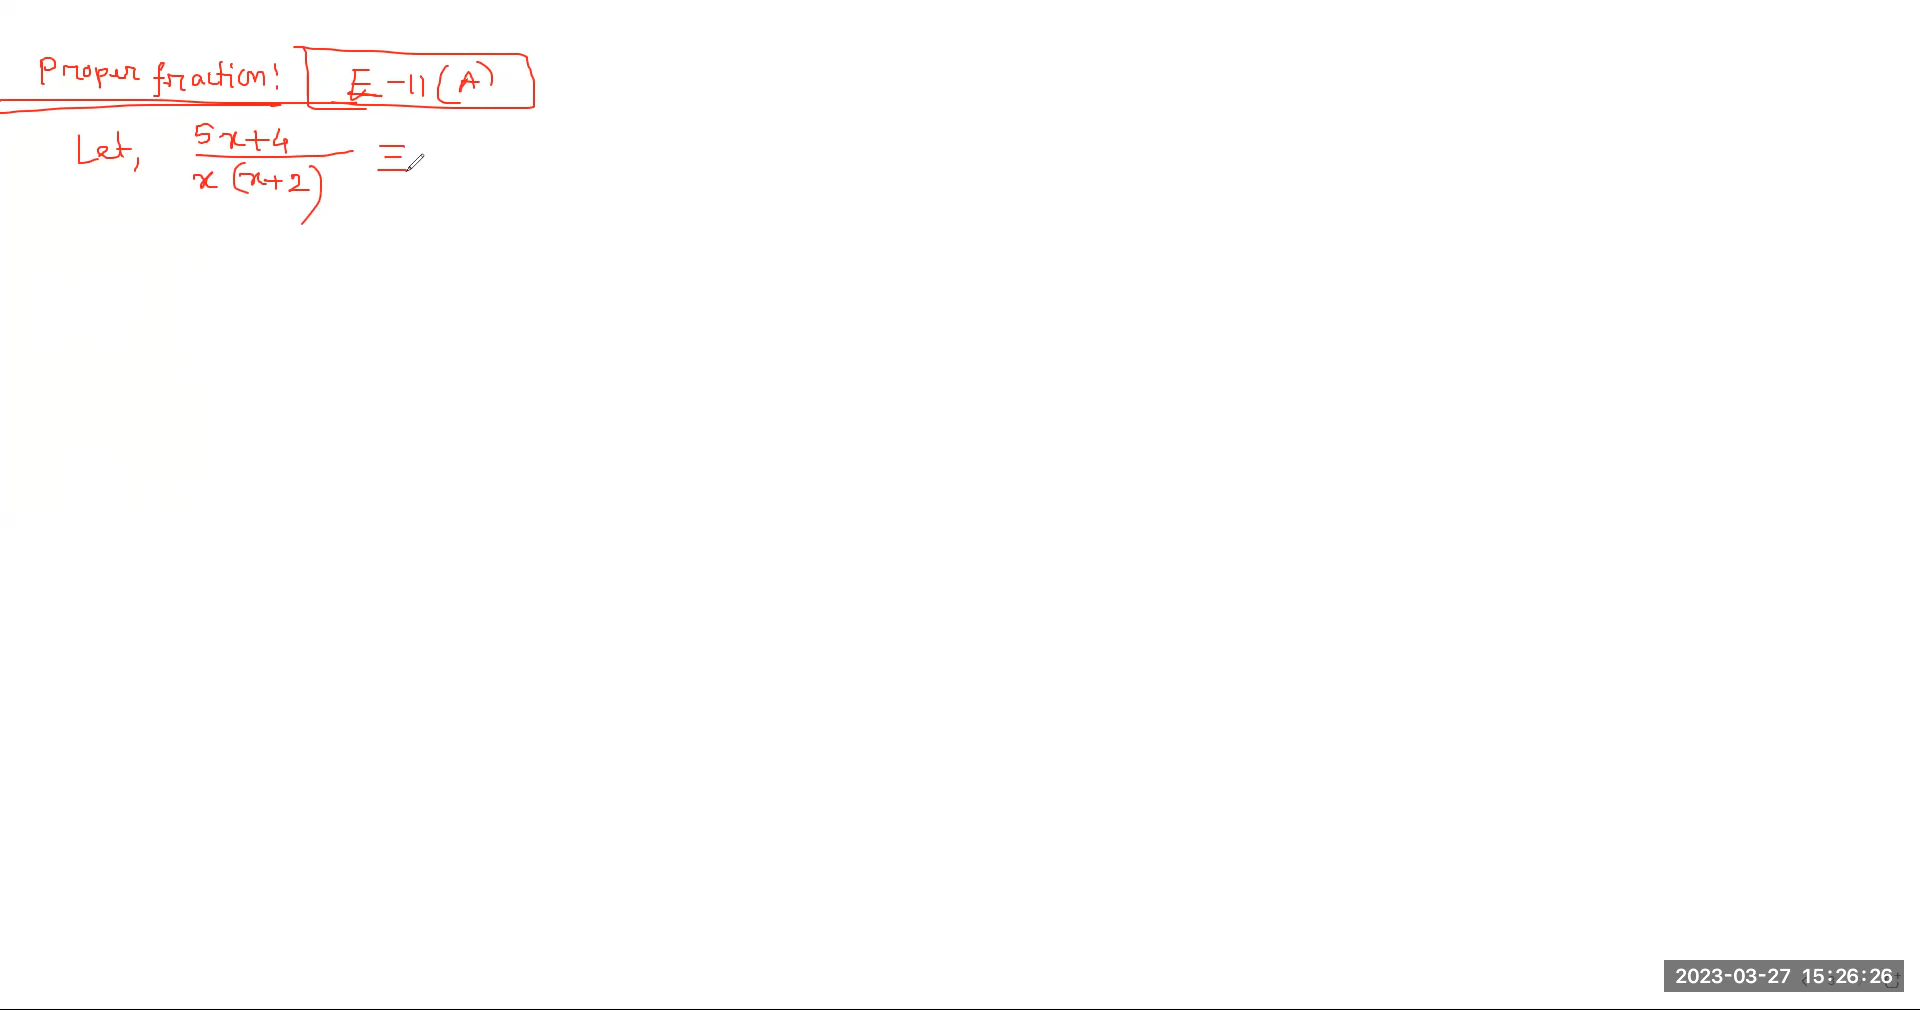 Proper fraction: E-11(A)
Let, 5x+4 / x(x+2) ≡
2023-03-27 15:26:26